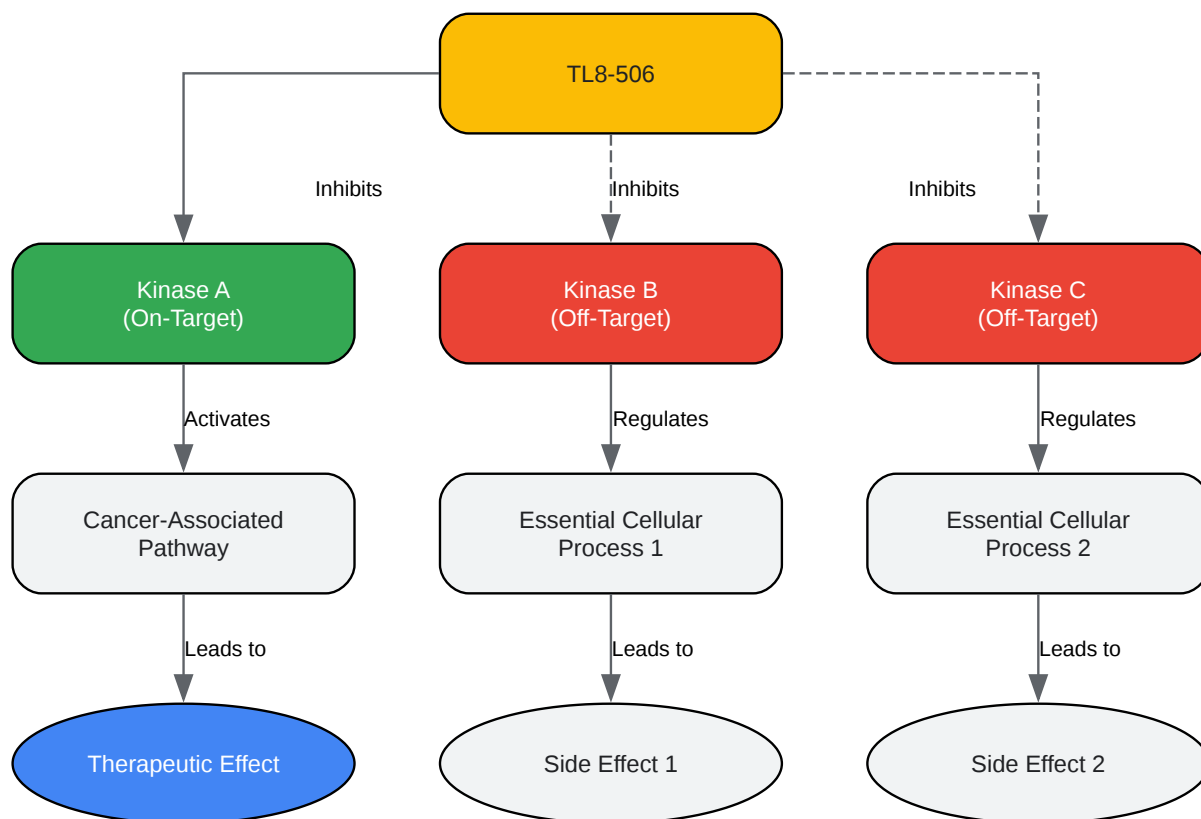 TL8-506
Inhibits
Inhibits
Inhibits
Kinase A
(On-Target)
Kinase B
(Off-Target)
Kinase C
(Off-Target)
Activates
Regulates
Regulates
Cancer-Associated
Pathway
Essential Cellular
Process 1
Essential Cellular
Process 2
Leads to
Leads to
Leads to
Therapeutic Effect
Side Effect 1
Side Effect 2